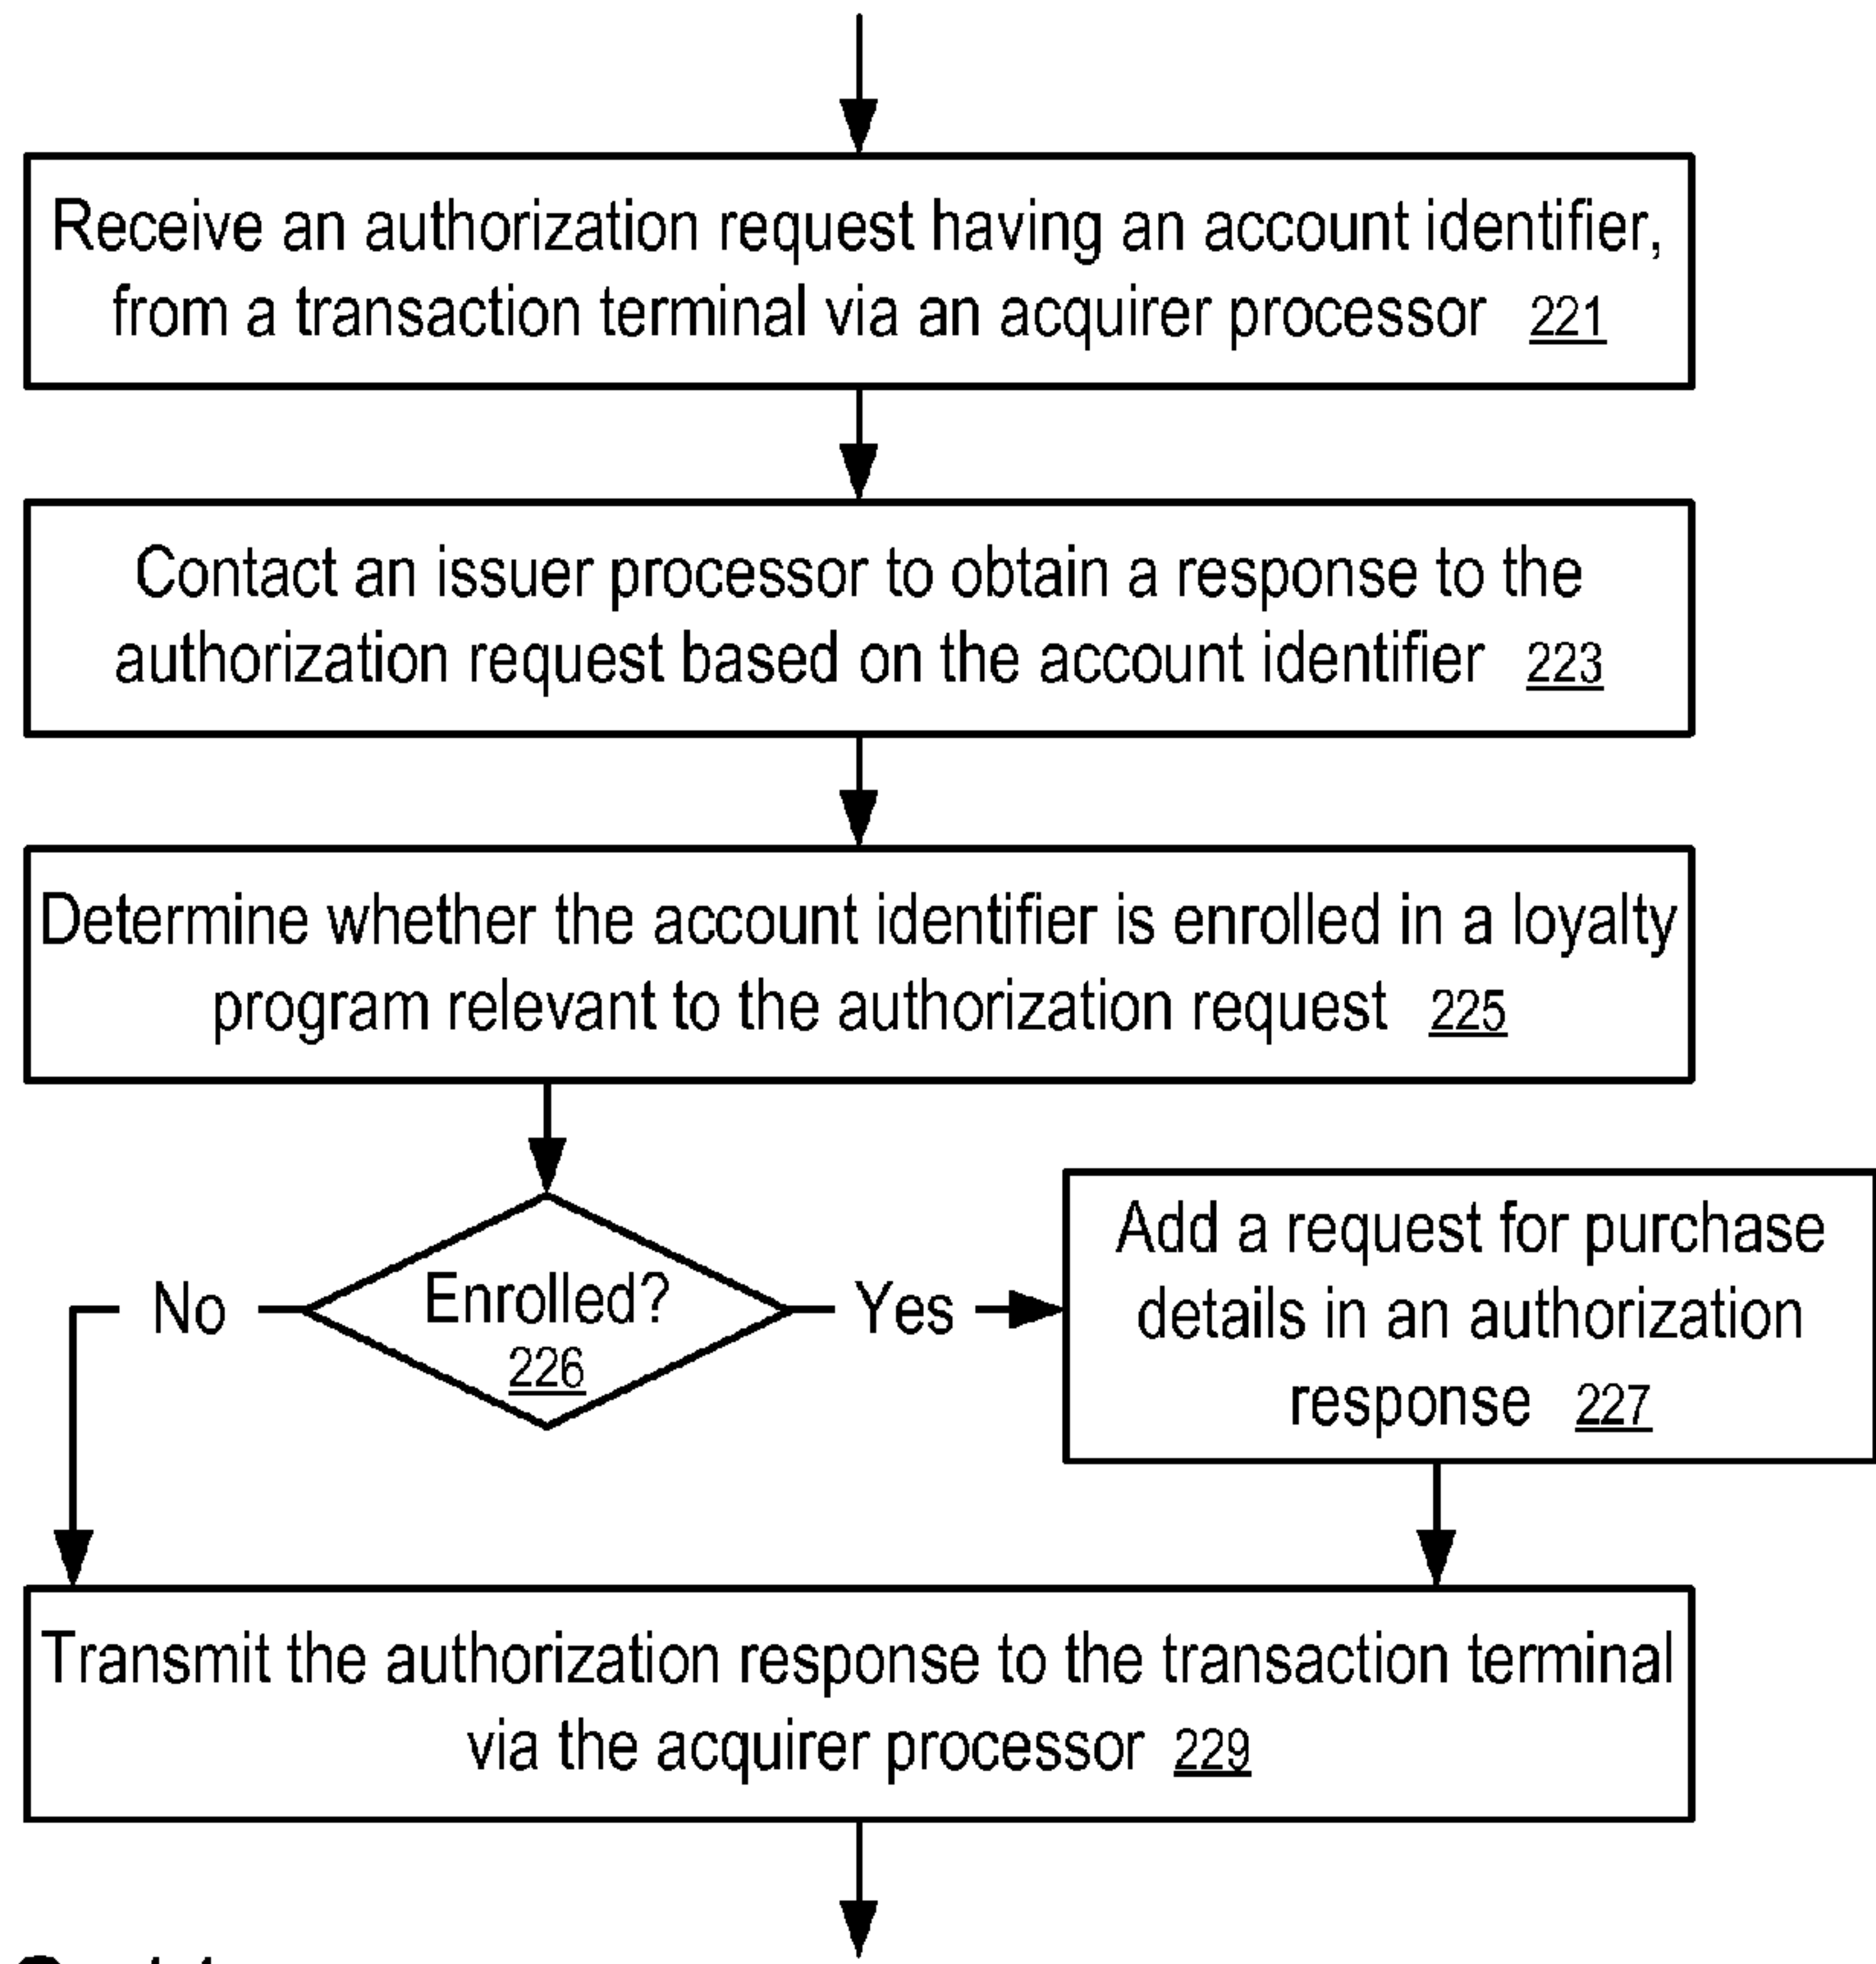 Receive an authorization request having an account identifier,
from a transaction terminal via an acquirer processor 221
Contact an issuer processor to obtain a response to the
authorization request based on the account identifier 223
Determine whether the account identifier is enrolled in a loyalty
program relevant to the authorization request 225
No
Enrolled?
226
Yes
Add a request for purchase
details in an authorization
response 227
Transmit the authorization response to the transaction terminal
via the acquirer processor 229